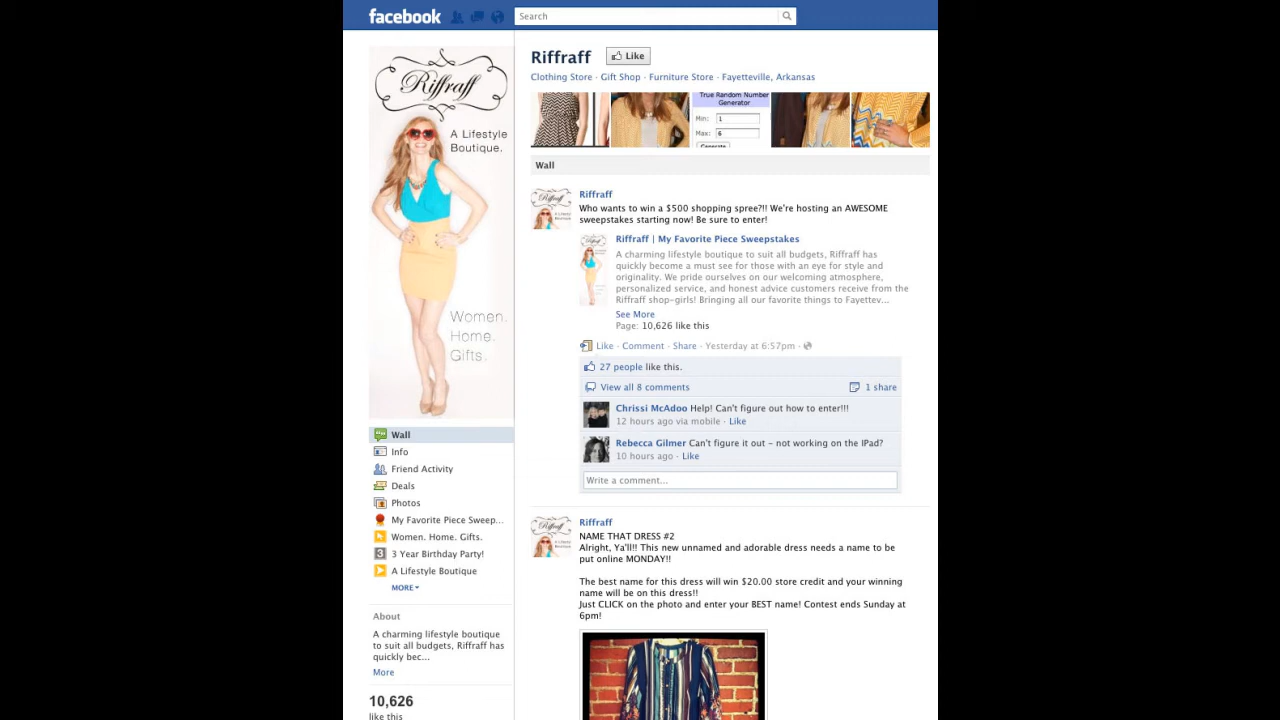 facebook
Search
Riffraff
A Lifestyle
Boutique.
Women.
Home.
Gifts.
Wall
Info
Friend Activity
Deals
Photos
My Favorite Piece Sweep...
Women. Home. Gifts.
3 Year Birthday Party!
A Lifestyle Boutique
MORE
About
A charming lifestyle boutique
to suit all budgets, Riffraff has
quickly bec...
More
10,626
like this
Riffraff
Like
Clothing Store · Gift Shop · Furniture Store · Fayetteville, Arkansas
True Random Number
Generator
Min: 1
Max: 6
Generate
Wall
Riffraff
Riffraff
Who wants to win a $500 shopping spree?!! We're hosting an AWESOME
sweepstakes starting now! Be sure to enter!
Riffraff
Riffraff | My Favorite Piece Sweepstakes
A charming lifestyle boutique to suit all budgets, Riffraff has
quickly become a must see for those with an eye for style and
originality. We pride ourselves on our welcoming atmosphere,
personalized service, and honest advice customers receive from the
Riffraff shop-girls! Bringing all our favorite things to Fayettev...
See More
Page: 10,626 like this
Like · Comment · Share · Yesterday at 6:57pm ·
27 people like this.
View all 8 comments
1 share
Chrissi McAdoo Help! Can't figure out how to enter!!!
12 hours ago via mobile · Like
Rebecca Gilmer Can't figure it out - not working on the IPad?
10 hours ago · Like
Write a comment...
Riffraff
Riffraff
NAME THAT DRESS #2
Alright, Ya'll!! This new unnamed and adorable dress needs a name to be
put online MONDAY!!
The best name for this dress will win $20.00 store credit and your winning
name will be on this dress!!
Just CLICK on the photo and enter your BEST name! Contest ends Sunday at
6pm!